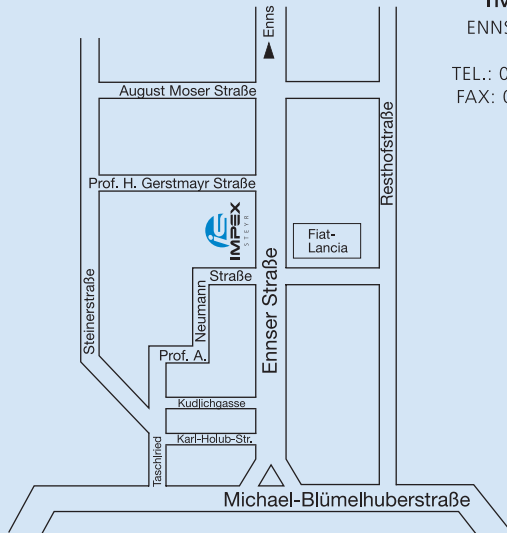 ENNS
TEL.: 0
FAX: 0
▲ Enns
August Moser Straße
Resthofstraße
Prof. H. Gerstmayr Straße
IMPEX
STEYR
Fiat-
Lancia
Steinerstraße
Prof. A. Neumann Straße
Ennser Straße
Kudlichgasse
Karl-Holub-Str.
Taschlried
Michael-Blümelhuberstraße